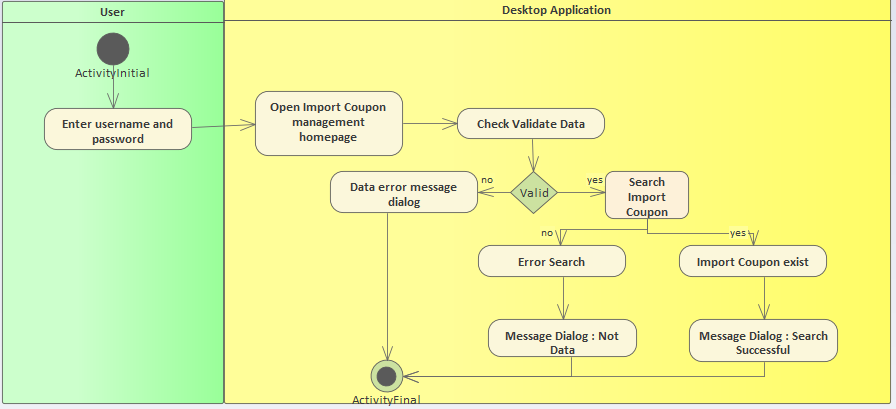 User
Desktop Application
ActivityInitial
Enter username and
password
Open Import Coupon
management
homepage
Check Validate Data
Data error message
dialog
no
Valid
yes
Search
Import
Coupon
no
yes
Error Search
Import Coupon exist
Message Dialog : Not
Data
Message Dialog : Search
Successful
ActivityFinal